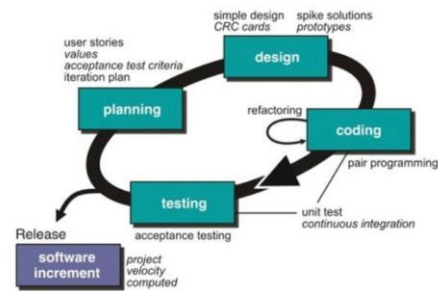 simple design
CRC cards
spike solutions
prototypes
user stories
values
acceptance test criteria
iteration plan
design
planning
refactoring
coding
pair programming
testing
unit test
continuous integration
acceptance testing
Release
software
increment
project
velocity
computed